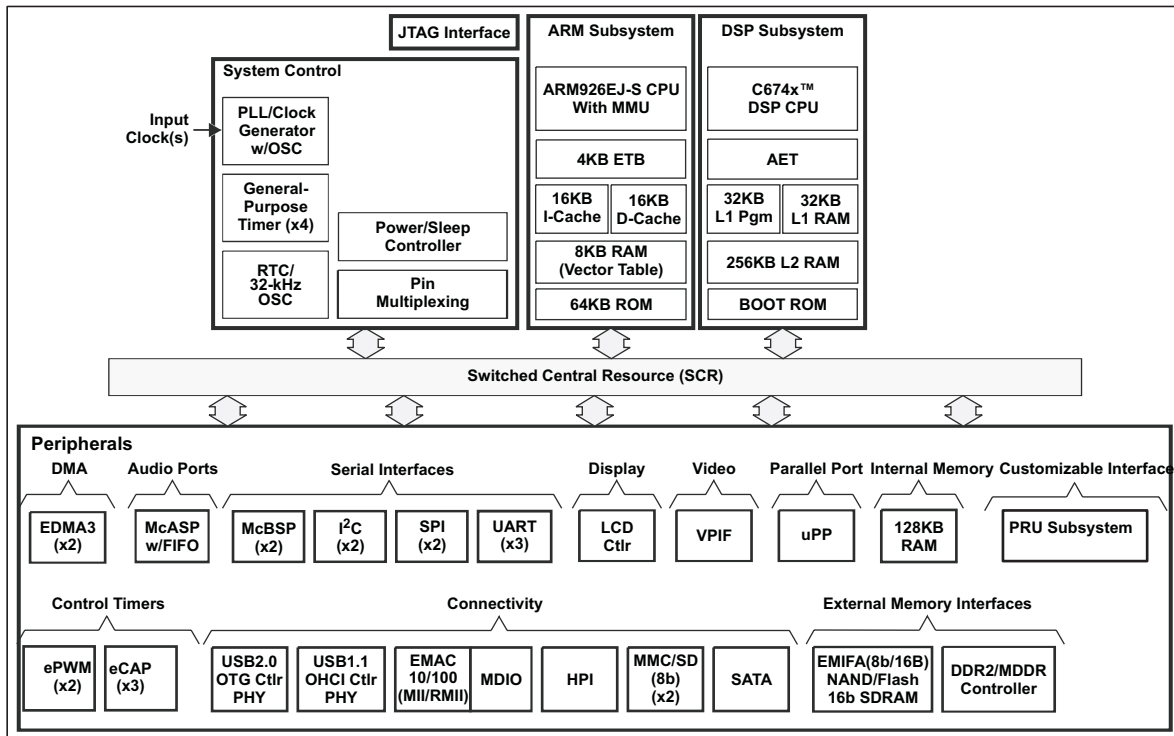 JTAG Interface
ARM Subsystem
DSP Subsystem
System Control
Input
Clock(s)
PLL/Clock
Generator
w/OSC
General-
Purpose
Timer (x4)
RTC/
32-kHz
OSC
Power/Sleep
Controller
Pin
Multiplexing
ARM926EJ-S CPU
With MMU
4KB ETB
16KB
I-Cache
16KB
D-Cache
8KB RAM
(Vector Table)
64KB ROM
C674x™
DSP CPU
AET
32KB
L1 Pgm
32KB
L1 RAM
256KB L2 RAM
BOOT ROM
Switched Central Resource (SCR)
Peripherals
DMA
Audio Ports
Serial Interfaces
Display
Video
Parallel Port
Internal Memory
Customizable Interface
EDMA3
(x2)
McASP
w/FIFO
McBSP
(x2)
I²C
(x2)
SPI
(x2)
UART
(x3)
LCD
Ctlr
VPIF
uPP
128KB
RAM
PRU Subsystem
Control Timers
Connectivity
External Memory Interfaces
ePWM
(x2)
eCAP
(x3)
USB2.0
OTG Ctlr
PHY
USB1.1
OHCI Ctlr
PHY
EMAC
10/100
(MII/RMII)
MDIO
HPI
MMC/SD
(8b)
(x2)
SATA
EMIFA(8b/16B)
NAND/Flash
16b SDRAM
DDR2/MDDR
Controller